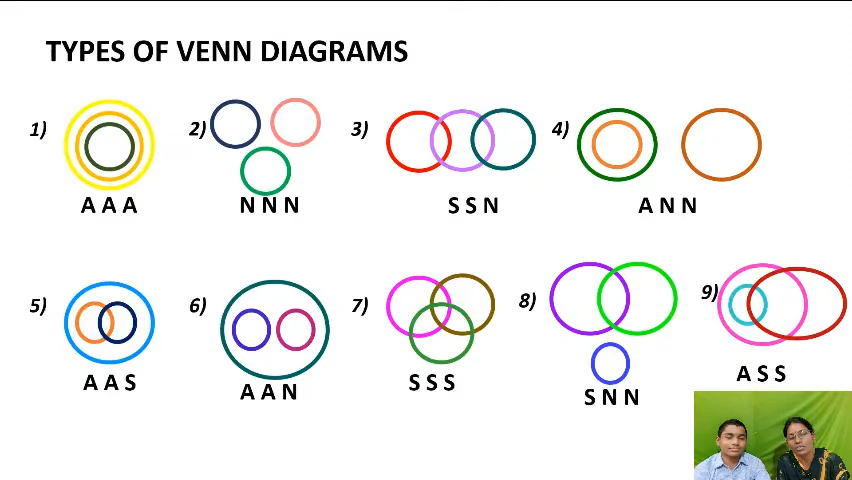 TYPES OF VENN DIAGRAMS
1) 2) 3) 4)
A A A N N N S S N A N N
5) 6) 7) 8) 9)
A A S A A N S S S S N N A S S